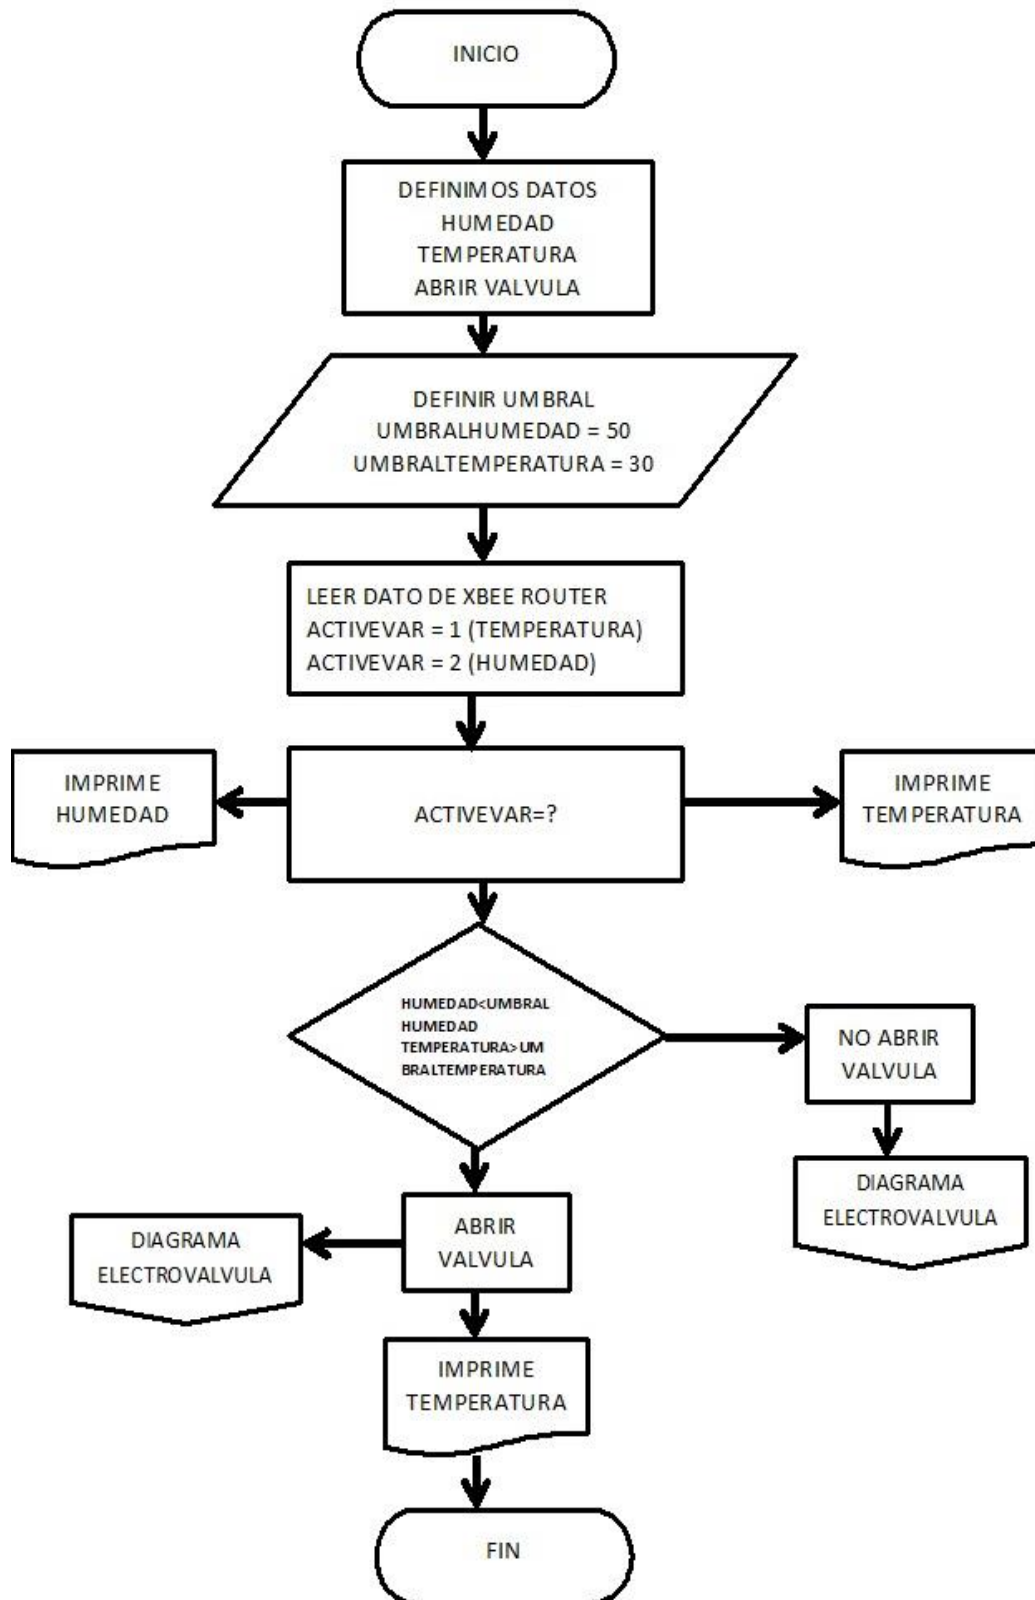 INICIO
DEFINIMOS DATOS
HUMEDAD
TEMPERATURA
ABRIR VALVULA
DEFINIR UMBRAL
UMBRALHUMEDAD = 50
UMBRALTEMPERATURA = 30
LEER DATO DE XBEE ROUTER
ACTIVEVAR = 1 (TEMPERATURA)
ACTIVEVAR = 2 (HUMEDAD)
IMPRIME
HUMEDAD
ACTIVEVAR=?
IMPRIME
TEMPERATURA
HUMEDAD<UMBRAL
HUMEDAD
TEMPERATURA>UM
BRALTEMPERATURA
NO ABRIR
VALVULA
DIAGRAMA
ELECTROVALVULA
ABRIR
VALVULA
DIAGRAMA
ELECTROVALVULA
IMPRIME
TEMPERATURA
FIN